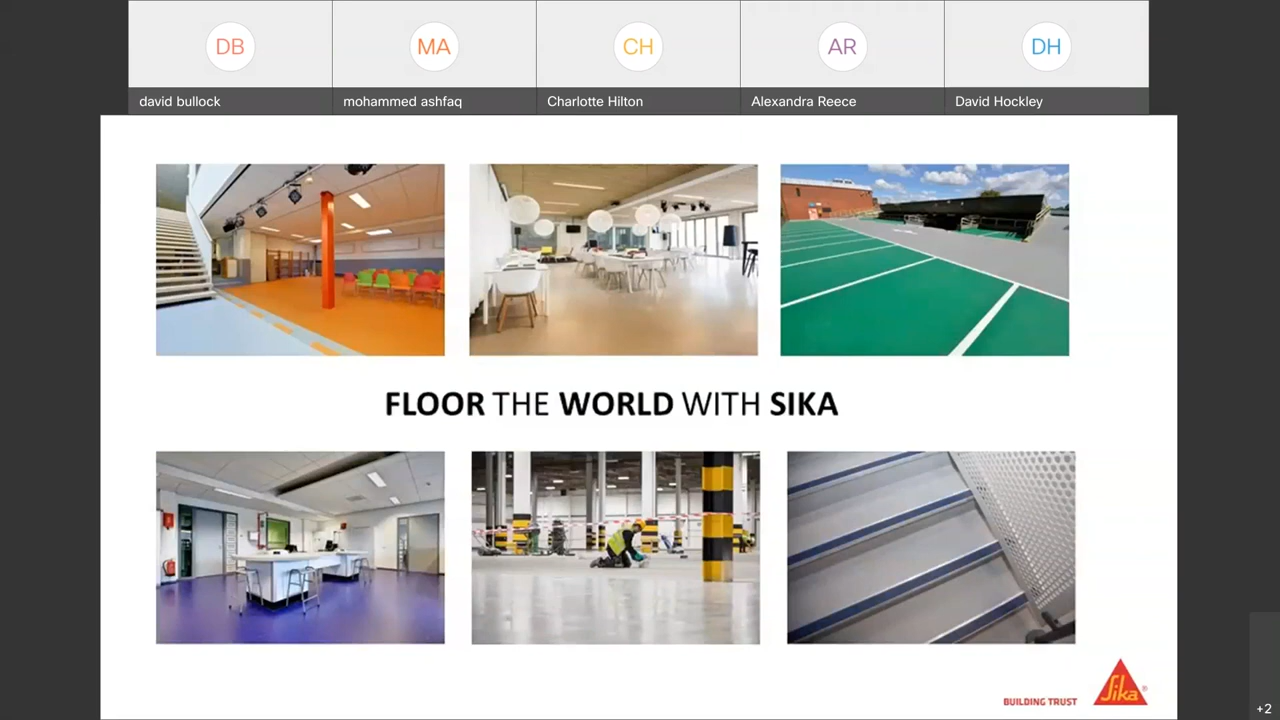 DB
MA
CH
AR
DH
david bullock
mohammed ashfaq
Charlotte Hilton
Alexandra Reece
David Hockley
FLOOR THE WORLD WITH SIKA
BUILDING TRUST
Sika®
+2